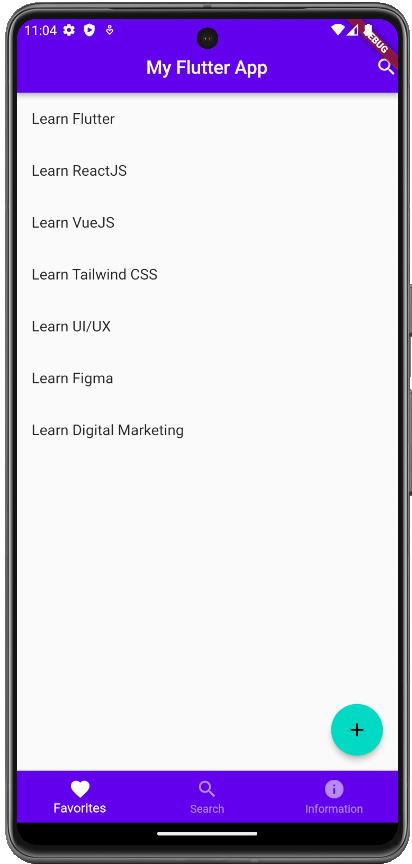 11:04
DEBUG
My Flutter App
Learn Flutter
Learn ReactJS
Learn VueJS
Learn Tailwind CSS
Learn UI/UX
Learn Figma
Learn Digital Marketing
+
Favorites
Search
Information